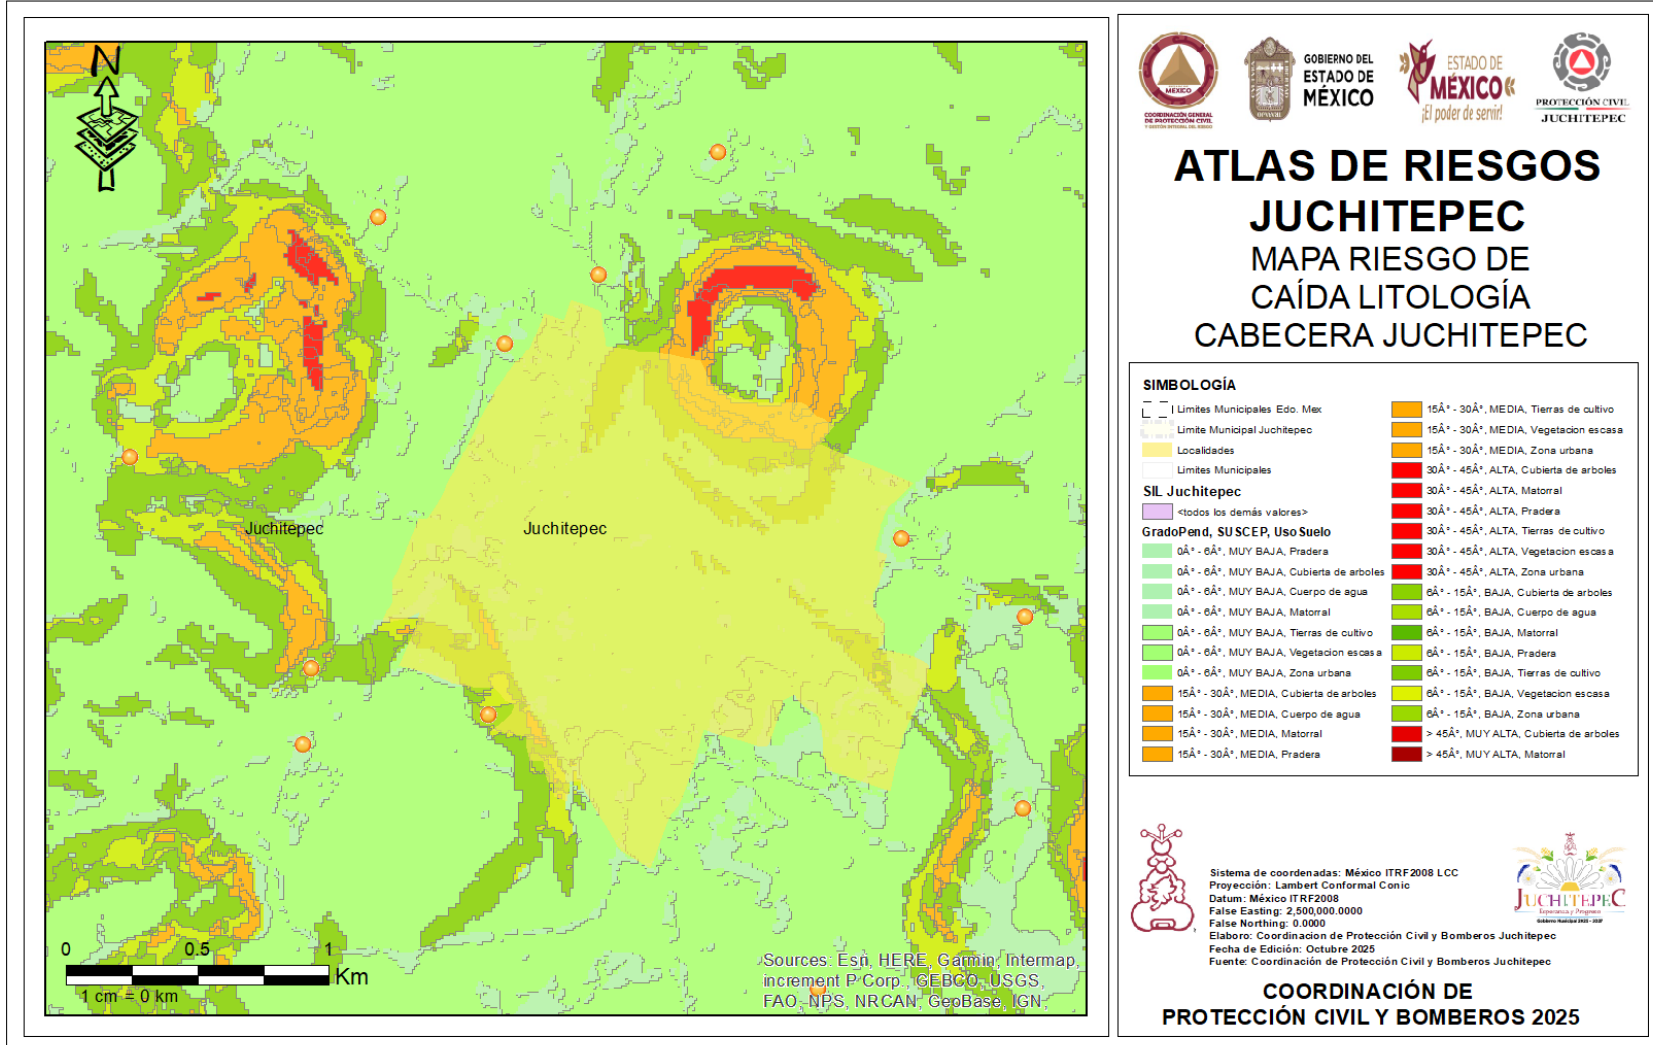 N
Juchitepec
Juchitepec
0 0.5 1
Km
1 cm = 0 km
Sources: Esri, HERE, Garmin, Intermap,
increment P Corp., GEBCO, USGS,
FAO, NPS, NRCAN, GeoBase, IGN,
MÉXICO
COORDINACIÓN GENERAL
DE PROTECCIÓN CIVIL
Y GESTIÓN INTEGRAL DEL RIESGO
GOBIERNO DEL
ESTADO DE
MÉXICO
ESTADO DE
MÉXICO
¡El poder de servir!
PROTECCIÓN CIVIL
JUCHITEPEC
ATLAS DE RIESGOS
JUCHITEPEC
MAPA RIESGO DE
CAÍDA LITOLOGÍA
CABECERA JUCHITEPEC
SIMBOLOGÍA
Limites Municipales Edo. Mex
Limite Municipal Juchitepec
Localidades
Limites Municipales
SIL Juchitepec
<todos los demás valores>
GradoPend, SUSCEP, UsoSuelo
0Â° - 6Â°, MUY BAJA, Pradera
0Â° - 6Â°, MUY BAJA, Cubierta de arboles
0Â° - 6Â°, MUY BAJA, Cuerpo de agua
0Â° - 6Â°, MUY BAJA, Matorral
0Â° - 6Â°, MUY BAJA, Tierras de cultivo
0Â° - 6Â°, MUY BAJA, Vegetacion escasa
0Â° - 6Â°, MUY BAJA, Zona urbana
15Â° - 30Â°, MEDIA, Cubierta de arboles
15Â° - 30Â°, MEDIA, Cuerpo de agua
15Â° - 30Â°, MEDIA, Matorral
15Â° - 30Â°, MEDIA, Pradera
15Â° - 30Â°, MEDIA, Tierras de cultivo
15Â° - 30Â°, MEDIA, Vegetacion escasa
15Â° - 30Â°, MEDIA, Zona urbana
30Â° - 45Â°, ALTA, Cubierta de arboles
30Â° - 45Â°, ALTA, Matorral
30Â° - 45Â°, ALTA, Pradera
30Â° - 45Â°, ALTA, Tierras de cultivo
30Â° - 45Â°, ALTA, Vegetacion escasa
30Â° - 45Â°, ALTA, Zona urbana
6Â° - 15Â°, BAJA, Cubierta de arboles
6Â° - 15Â°, BAJA, Cuerpo de agua
6Â° - 15Â°, BAJA, Matorral
6Â° - 15Â°, BAJA, Pradera
6Â° - 15Â°, BAJA, Tierras de cultivo
6Â° - 15Â°, BAJA, Vegetacion escasa
6Â° - 15Â°, BAJA, Zona urbana
> 45Â°, MUY ALTA, Cubierta de arboles
> 45Â°, MUY ALTA, Matorral
Sistema de coordenadas: México ITRF2008 LCC
Proyección: Lambert Conformal Conic
Datum: México ITRF2008
False Easting: 2,500,000.0000
False Northing: 0.0000
Elaboro: Coordinacion de Protección Civil y Bomberos Juchitepec
Fecha de Edición: Octubre 2025
Fuente: Coordinación de Protección Civil y Bomberos Juchitepec
JUCHITEPEC
Esperanza y Progreso
COORDINACIÓN DE
PROTECCIÓN CIVIL Y BOMBEROS 2025